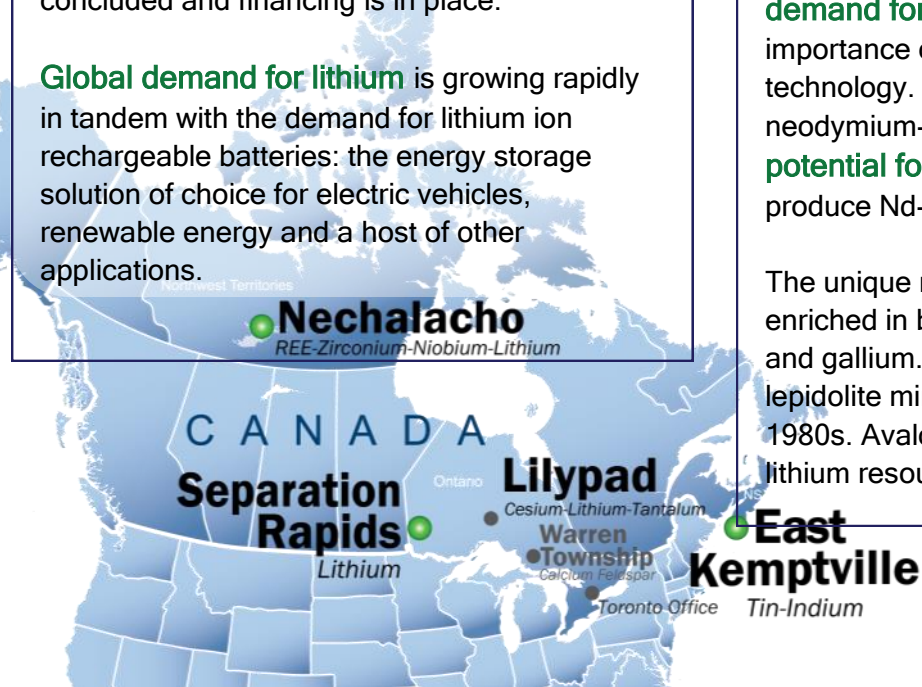 concluded and financing is in place.
Global demand for lithium is growing rapidly
in tandem with the demand for lithium ion
rechargeable batteries: the energy storage
solution of choice for electric vehicles,
renewable energy and a host of other
applications.
demand for
importance
technology.
neodymium-
potential fo
produce Nd-
The unique
enriched in
and gallium.
lepidolite mi
1980s. Aval
lithium resou
Northwest Territories
Nechalacho
REE-Zirconium-Niobium-Lithium
CANADA
Separation
Rapids
Lithium
Ontario
Lilypad
Cesium-Lithium-Tantalum
Warren
Township
Calcium Feldspar
Toronto Office
NS
East
Kemptville
Tin-Indium